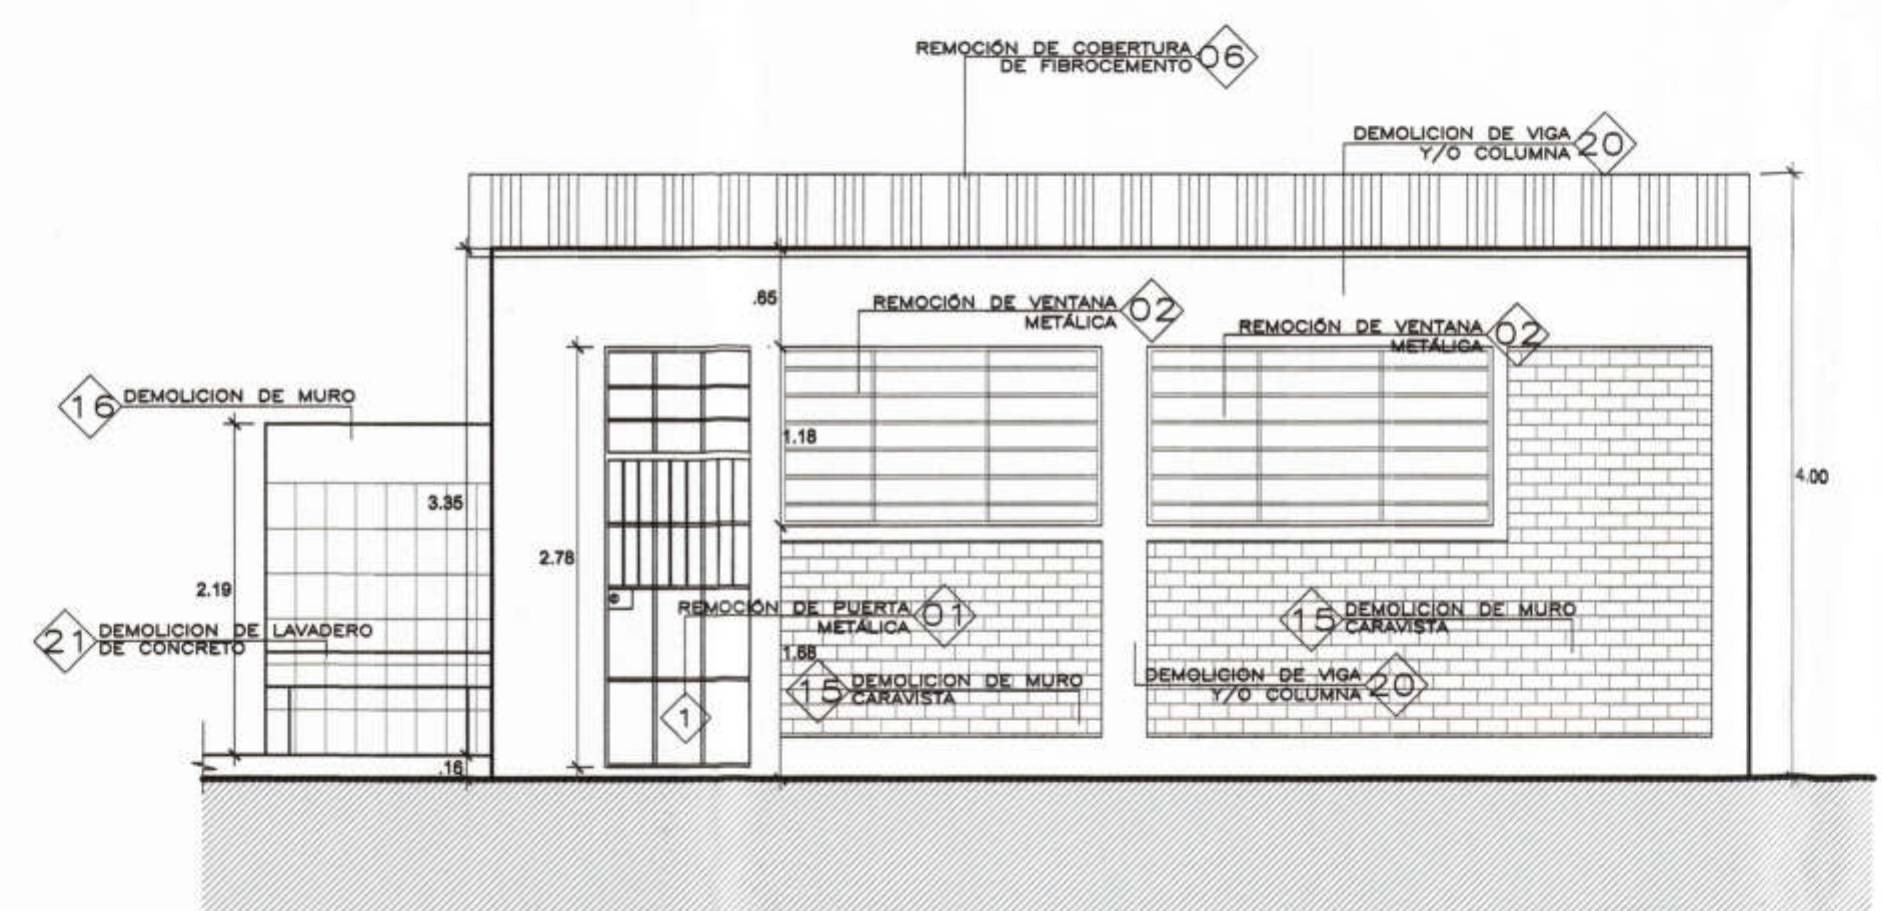 REMOCIÓN DE COBERTURA
DE FIBROCEMENTO
06
DEMOLICION DE VIGA
Y/O COLUMNA
20
.65
REMOCIÓN DE VENTANA
METÁLICA
02
REMOCIÓN DE VENTANA
METÁLICA
02
16
DEMOLICION DE MURO
1.18
4.00
3.35
2.78
2.19
REMOCIÓN DE PUERTA
METÁLICA
01
15
DEMOLICION DE MURO
CARAVISTA
21
DEMOLICION DE LAVADERO
DE CONCRETO
1.68
15
DEMOLICION DE MURO
CARAVISTA
DEMOLICION DE VIGA
Y/O COLUMNA
20
1
.16